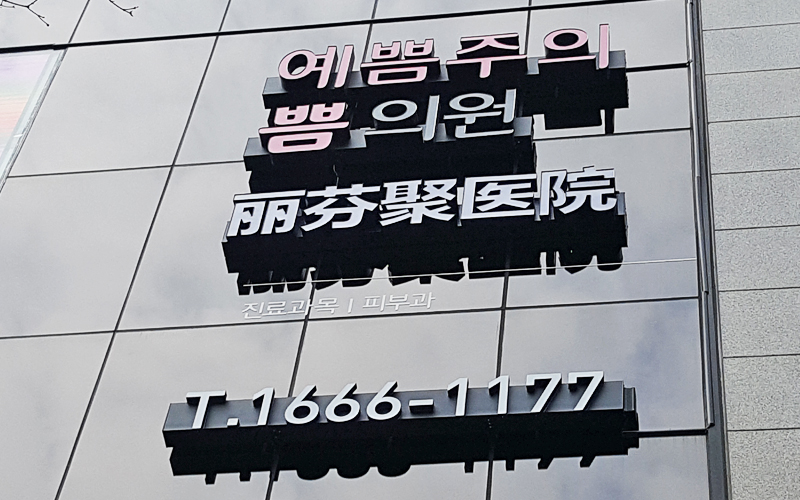 예쁨주의
쁨의원
丽芬聚医院
진료과목 | 피부과
T.1666-1177